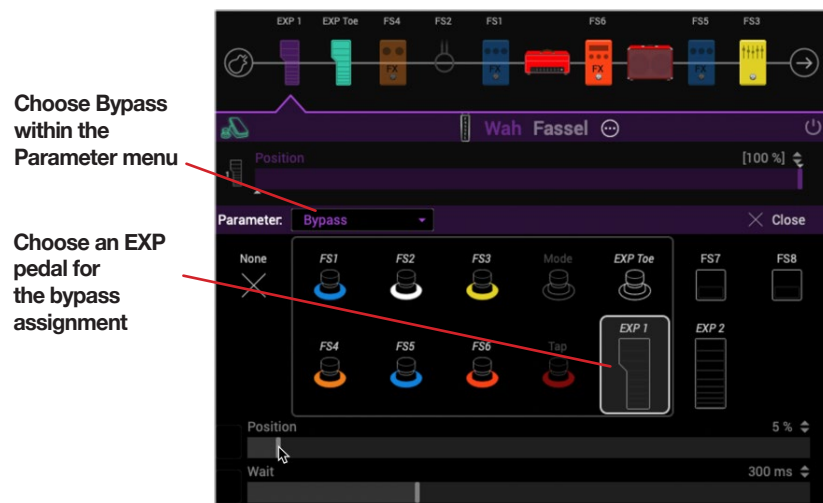 EXP 1 EXP Toe FS4 FS2 FS1 FS6 FS5 FS3
FX FX FX FX
Choose Bypass
within the
Parameter menu
Wah Fassel
Position [100 %]
Parameter: Bypass Close
Choose an EXP
pedal for
the bypass
assignment
None FS1 FS2 FS3 Mode EXP Toe FS7 FS8
EXP 1 EXP 2
FS4 FS5 FS6 Tap
Position 5 %
Wait 300 ms